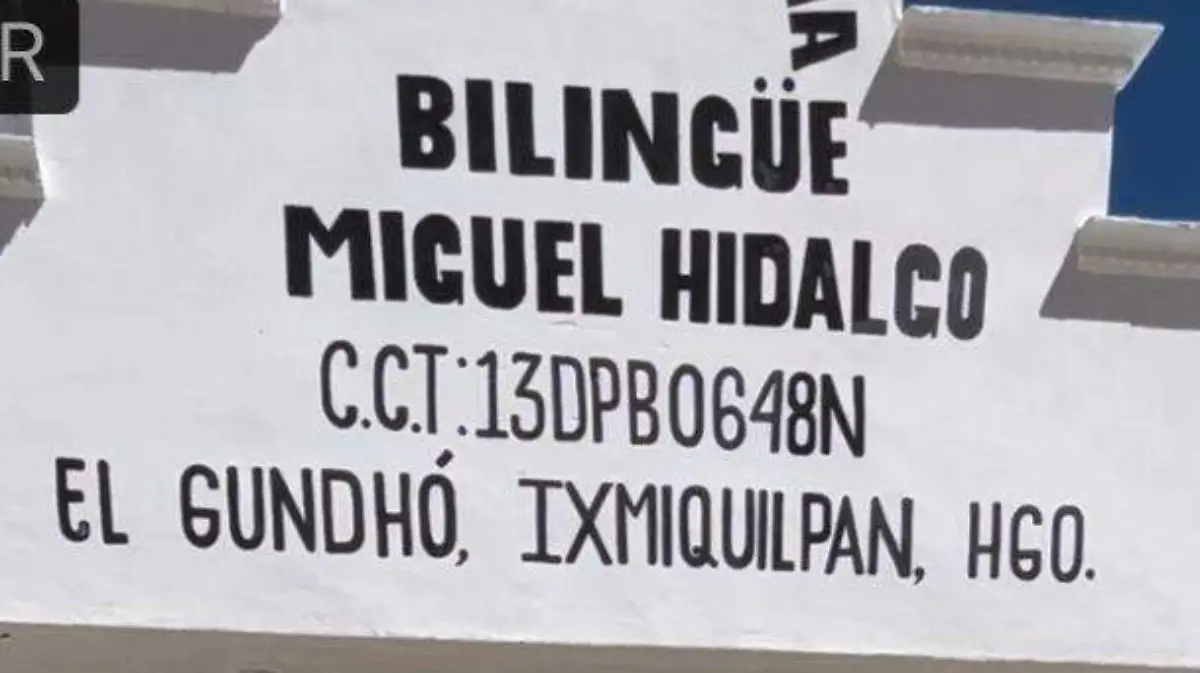 BILINGÜE
MIGUEL HIDALGO
C.C.T.:13DPB0648N
EL GUNDHÓ, IXMIQUILPAN, HGO.